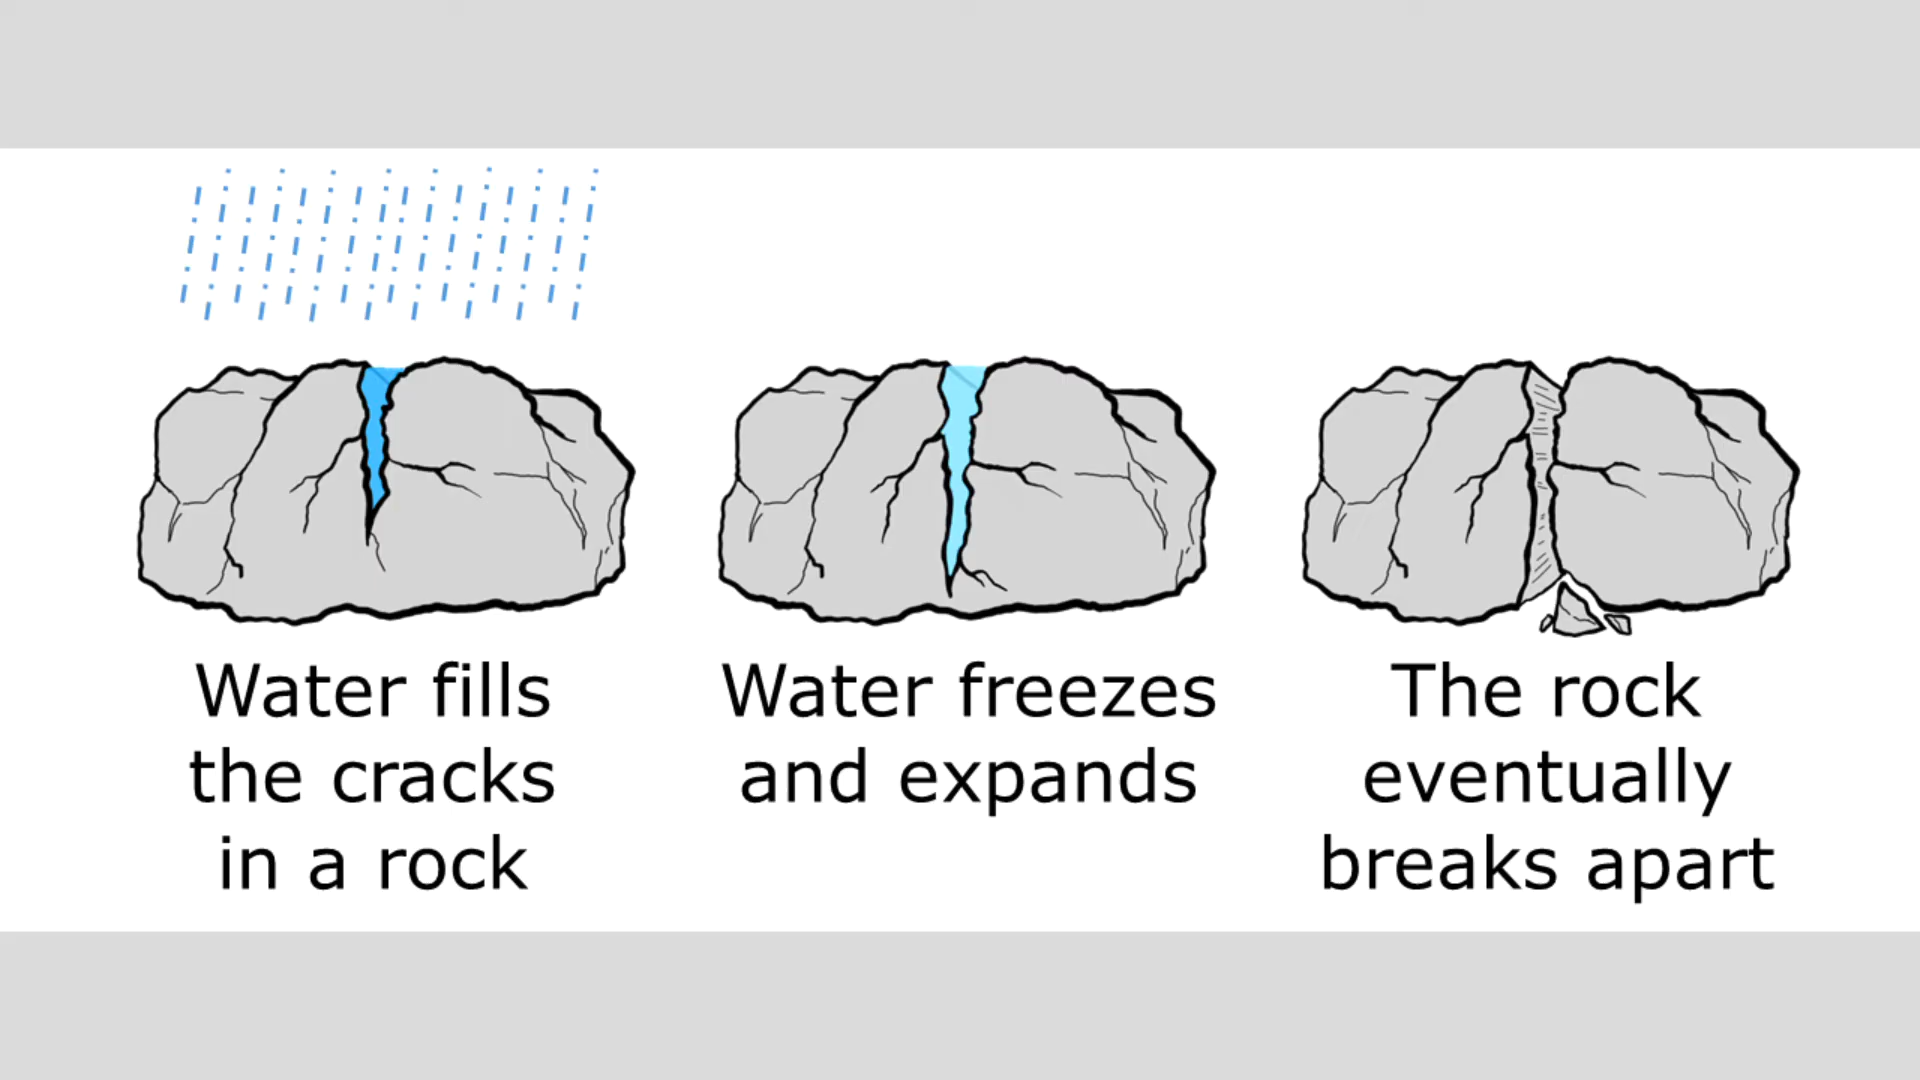 Water fills
the cracks
in a rock
Water freezes
and expands
The rock
eventually
breaks apart